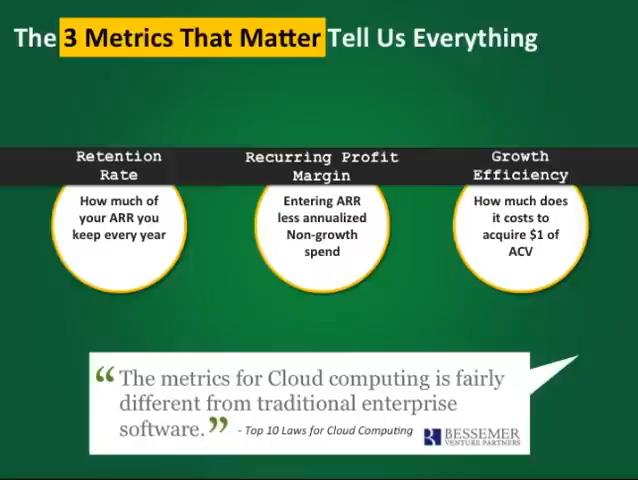 The 3 Metrics That Matter Tell Us Everything
Retention
Rate
How much of
your ARR you
keep every year
Recurring Profit
Margin
Entering ARR
less annualized
Non-growth
spend
Growth
Efficiency
How much does
it costs to
acquire $1 of
ACV
“The metrics for Cloud computing is fairly
different from traditional enterprise
software.” - Top 10 Laws for Cloud Computing
BESSEMER
VENTURE PARTNERS